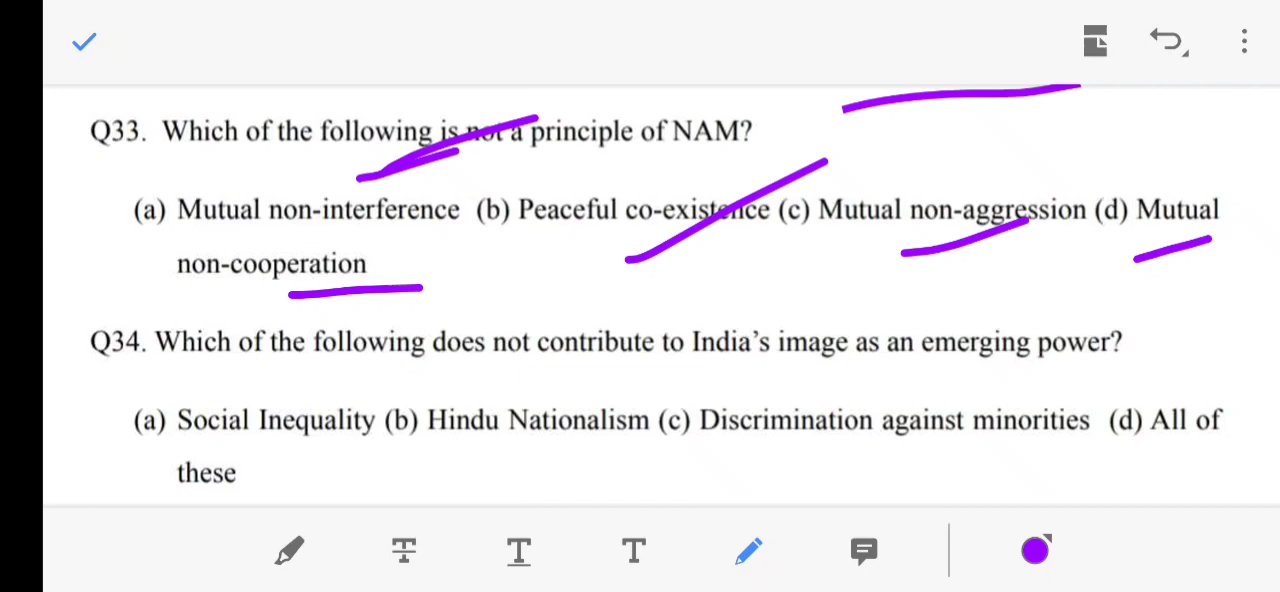 Q33. Which of the following is not a principle of NAM?
(a) Mutual non-interference (b) Peaceful co-existence (c) Mutual non-aggression (d) Mutual
non-cooperation
Q34. Which of the following does not contribute to India’s image as an emerging power?
(a) Social Inequality (b) Hindu Nationalism (c) Discrimination against minorities (d) All of
these